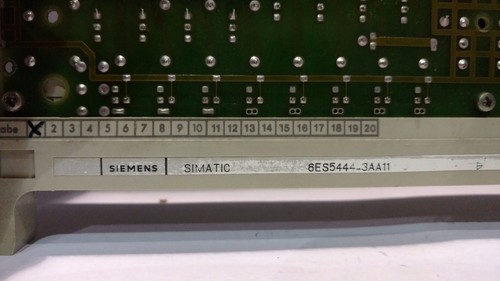 abe X 2 3 4 5 6 7 8 9 10 11 12 13 14 15 16 17 18 19 20
SIEMENS SIMATIC 6ES5444-3AA11